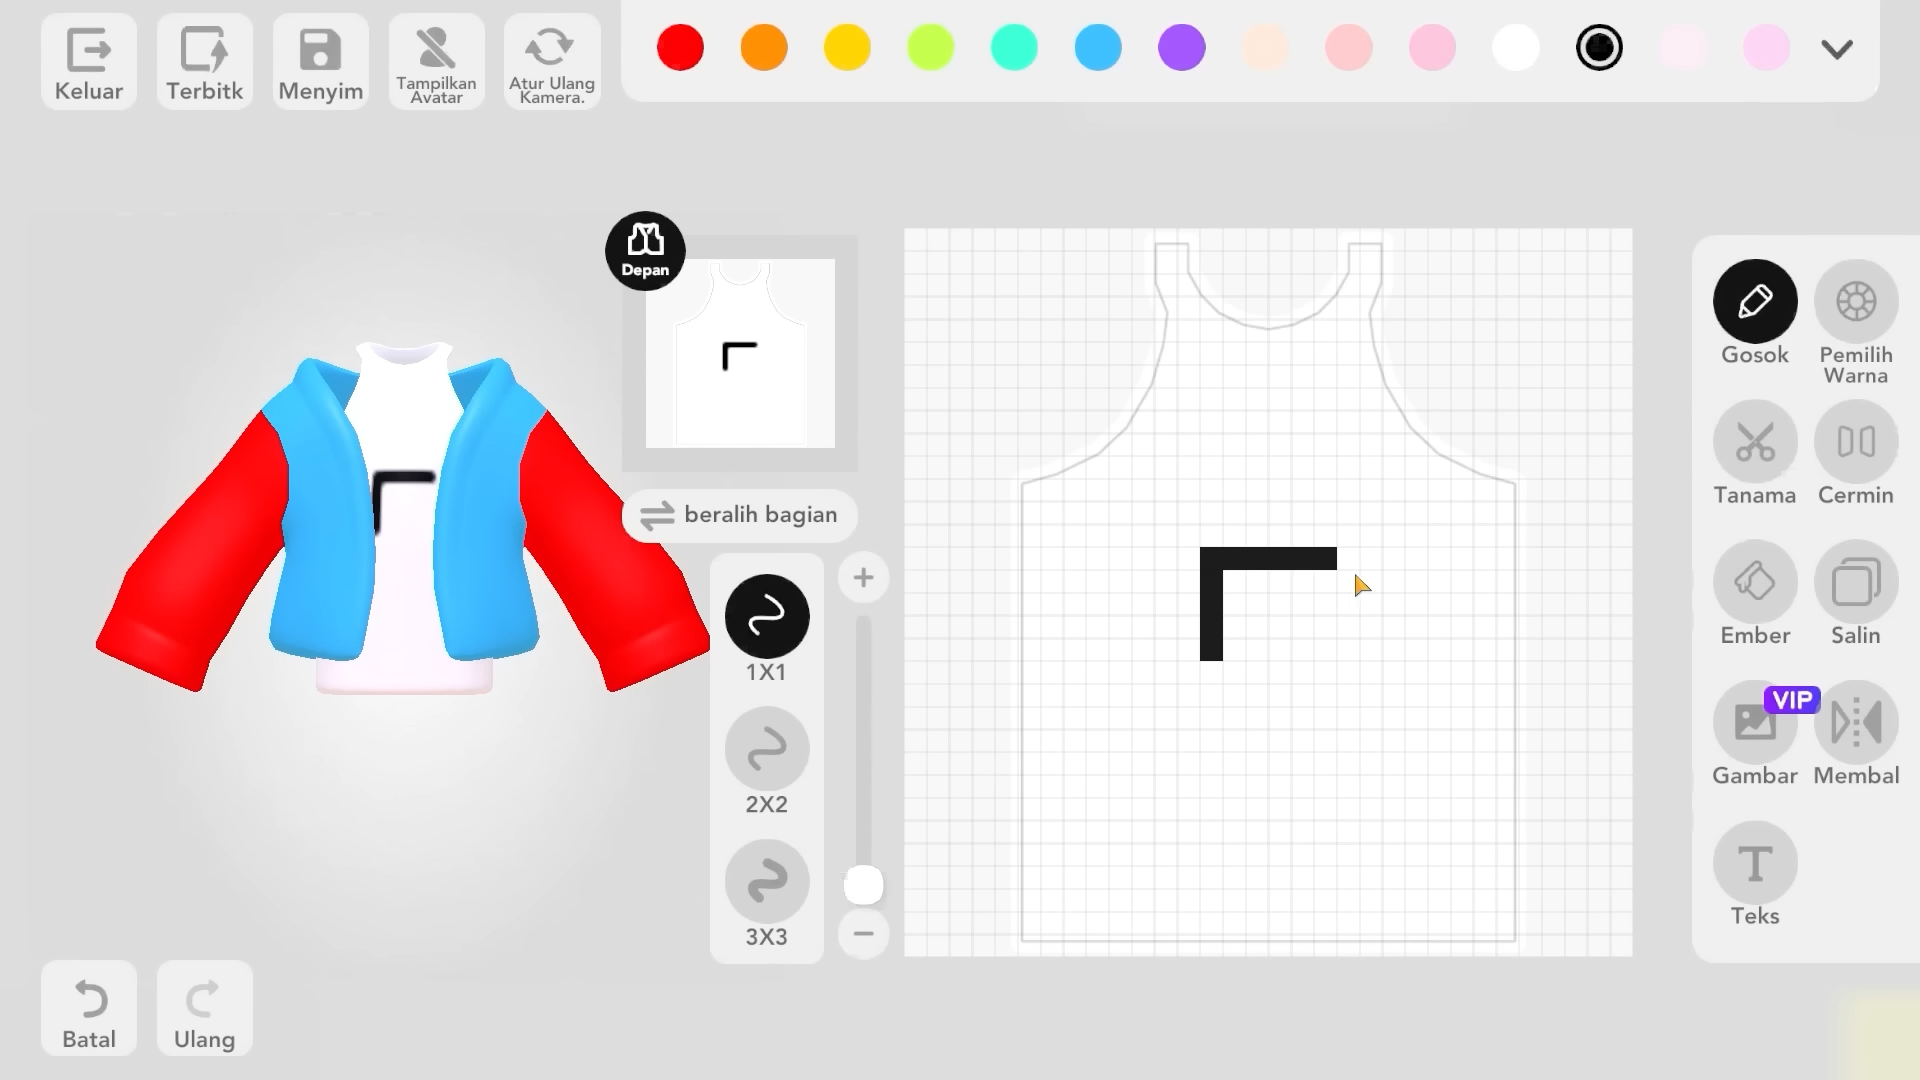 Keluar
Terbitk
Menyim
Tampilkan
Avatar
Atur Ulang
Kamera.
Depan
beralih bagian
1X1
2X2
3X3
Gosok
Pemilih
Warna
Tanama
Cermin
Ember
Salin
VIP
Gambar
Membal
T
Teks
Batal
Ulang